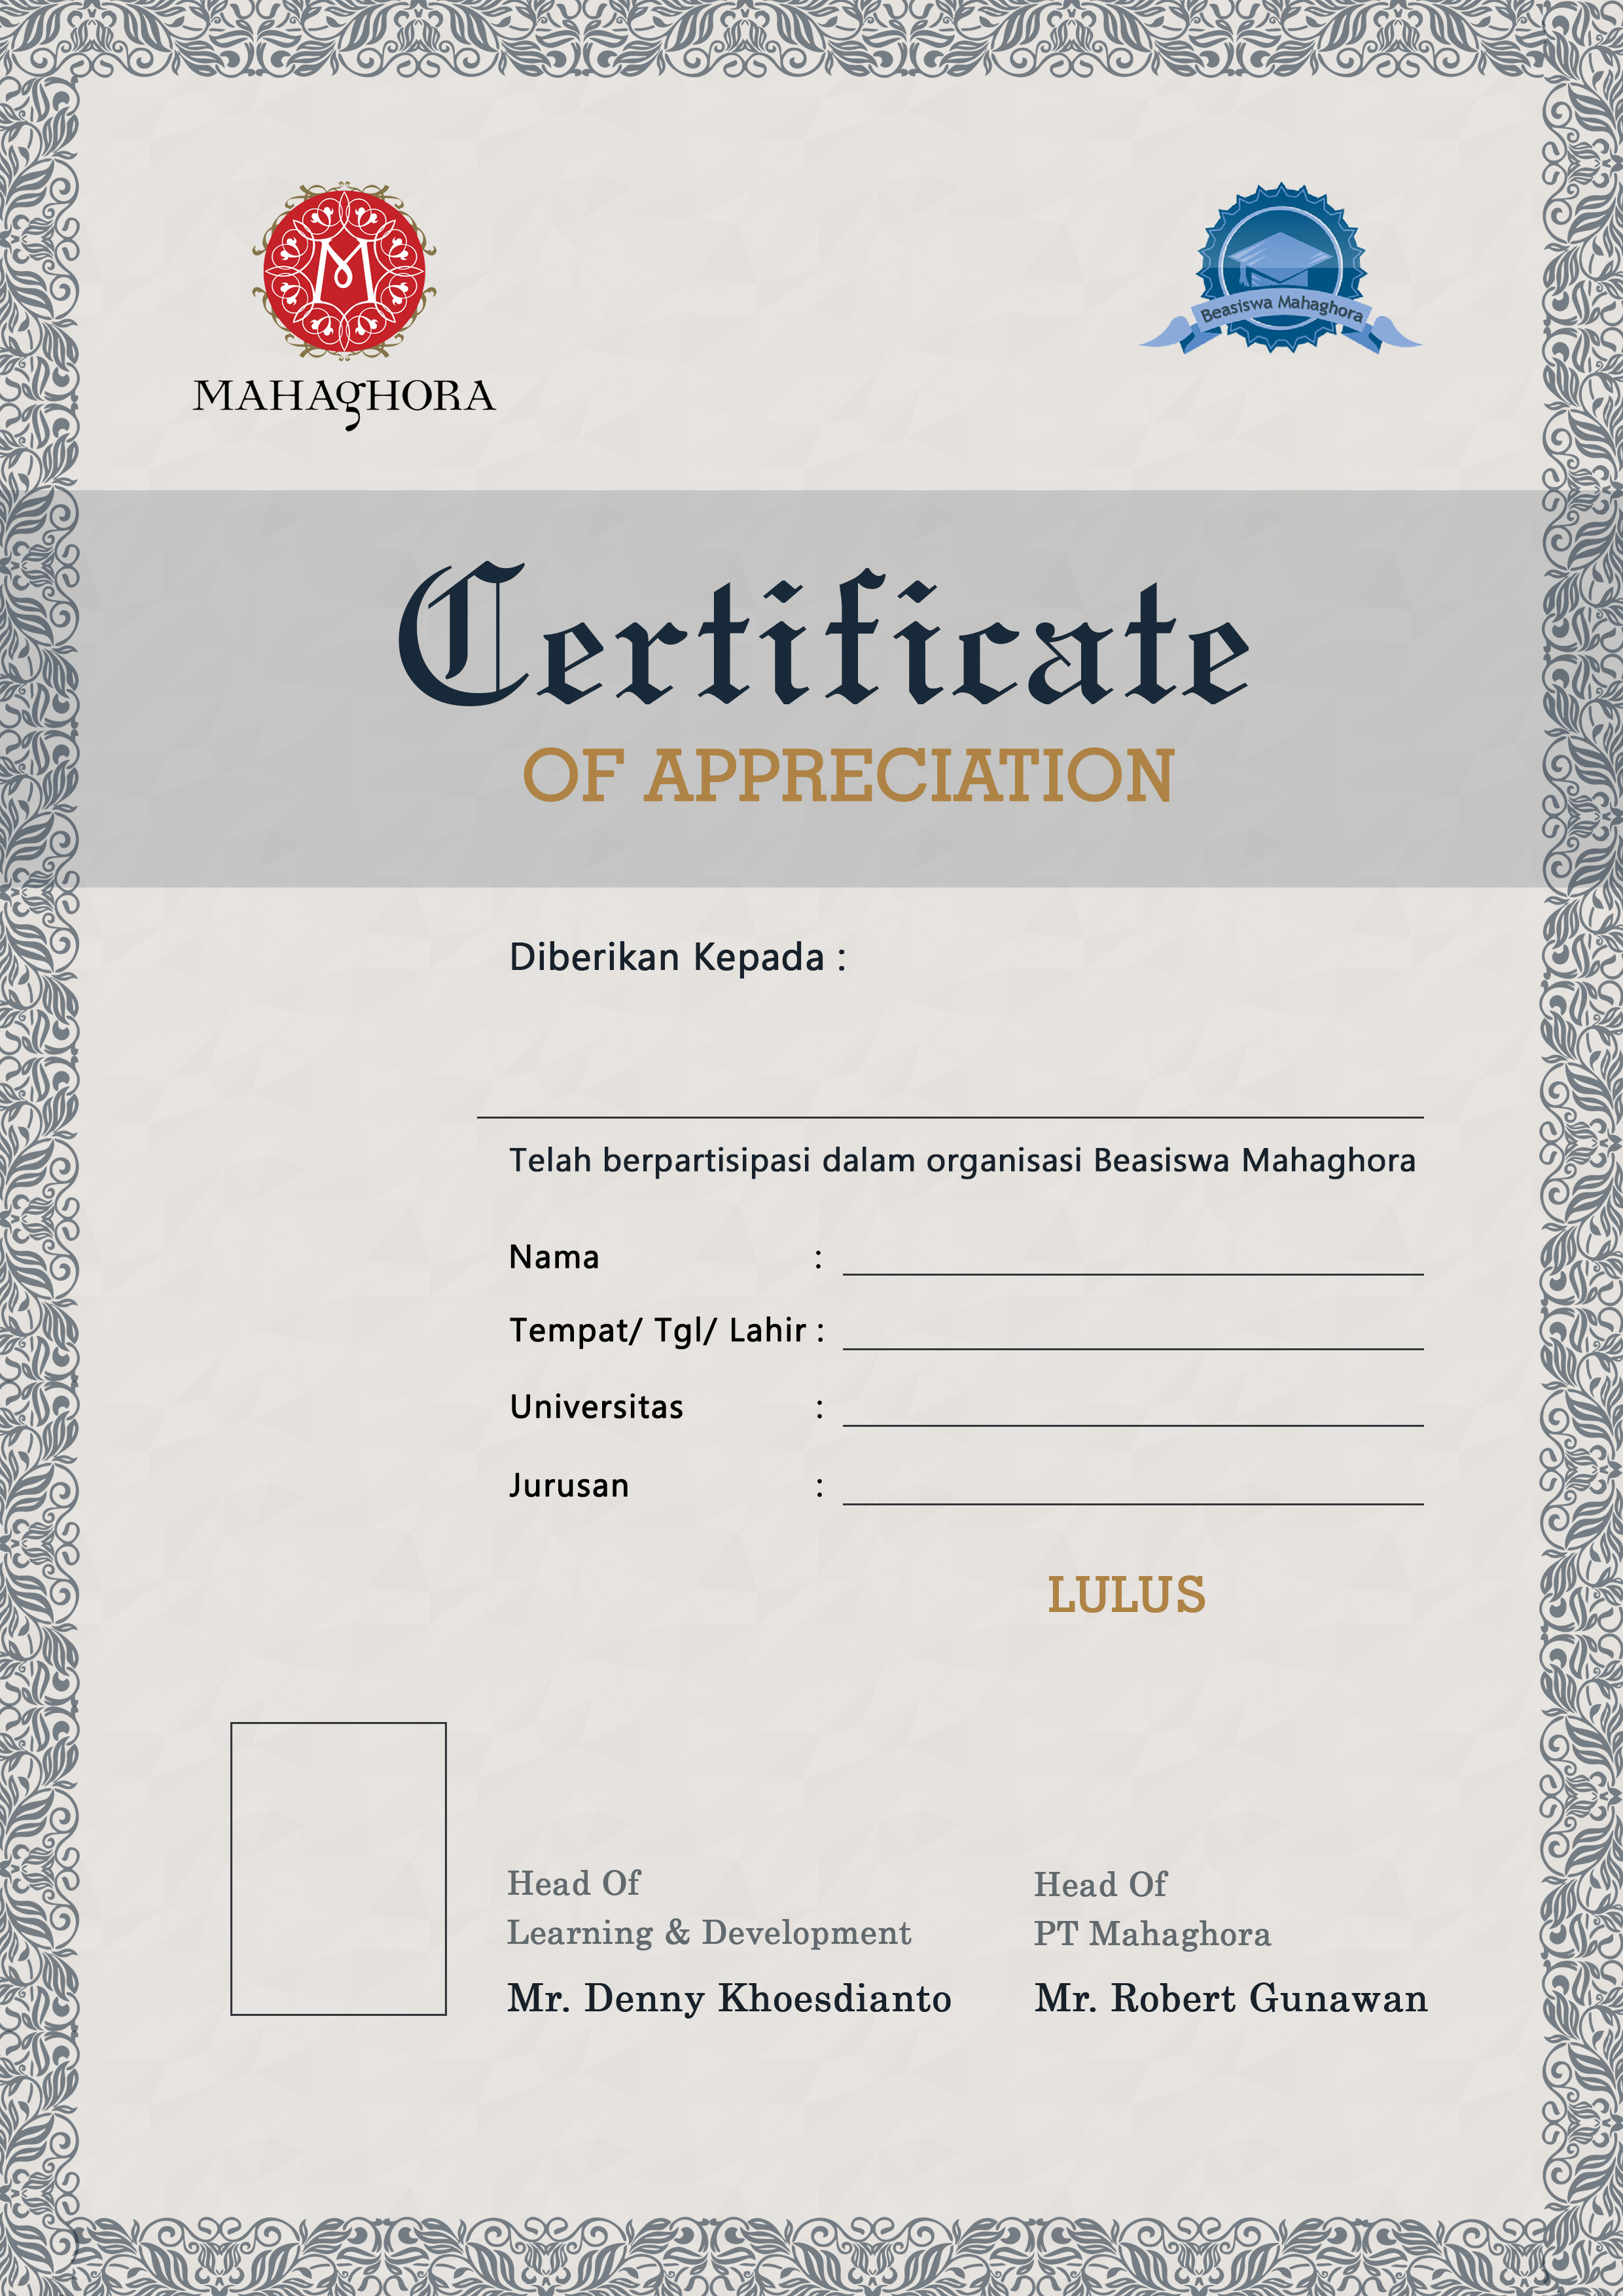 MAHAgHORA
Beasiswa Mahaghora
Certificate
OF APPRECIATION
Diberikan Kepada :
Telah berpartisipasi dalam organisasi Beasiswa Mahaghora
Nama :
Tempat/ Tgl/ Lahir :
Universitas :
Jurusan :
LULUS
Head Of
Learning & Development
Mr. Denny Khoesdianto
Head Of
PT Mahaghora
Mr. Robert Gunawan